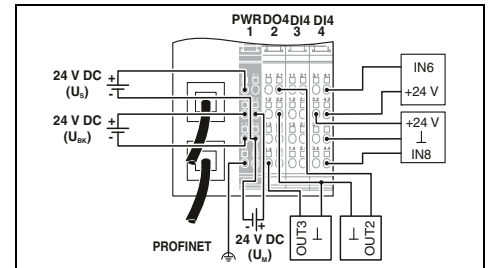 PWR DO4 DI4 DI4
1 2 3 4
24 V DC
(US)
+
-
24 V DC
(UBK)
+
-
IN6
+24 V
+24 V
⊥
IN8
- +
24 V DC
(UM)
PROFINET
OUT3
⊥
⊥
OUT2